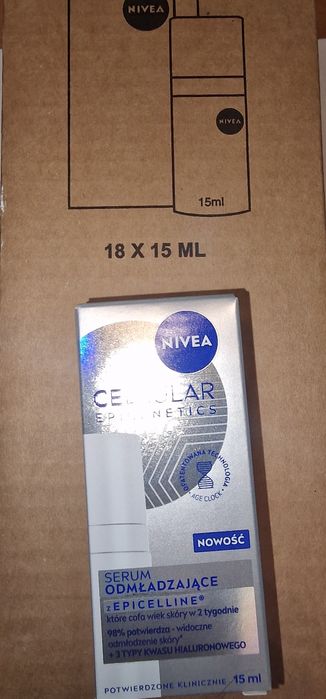 NIVEA
NIVEA
15ml
18 X 15 ML
NIVEA
CELLULAR
EPIGENETICS
OPATENTOWANA TECHNOLOGIA
AGE CLOCK
NOWOŚĆ
SERUM
ODMŁADZAJĄCE
z EPICELLINE®
które cofa wiek skóry w 2 tygodnie
98% potwierdza - widoczne
odmłodzenie skóry*
+ 3 TYPY KWASU HIALURONOWEGO
POTWIERDZONE KLINICZNIE
15 ml